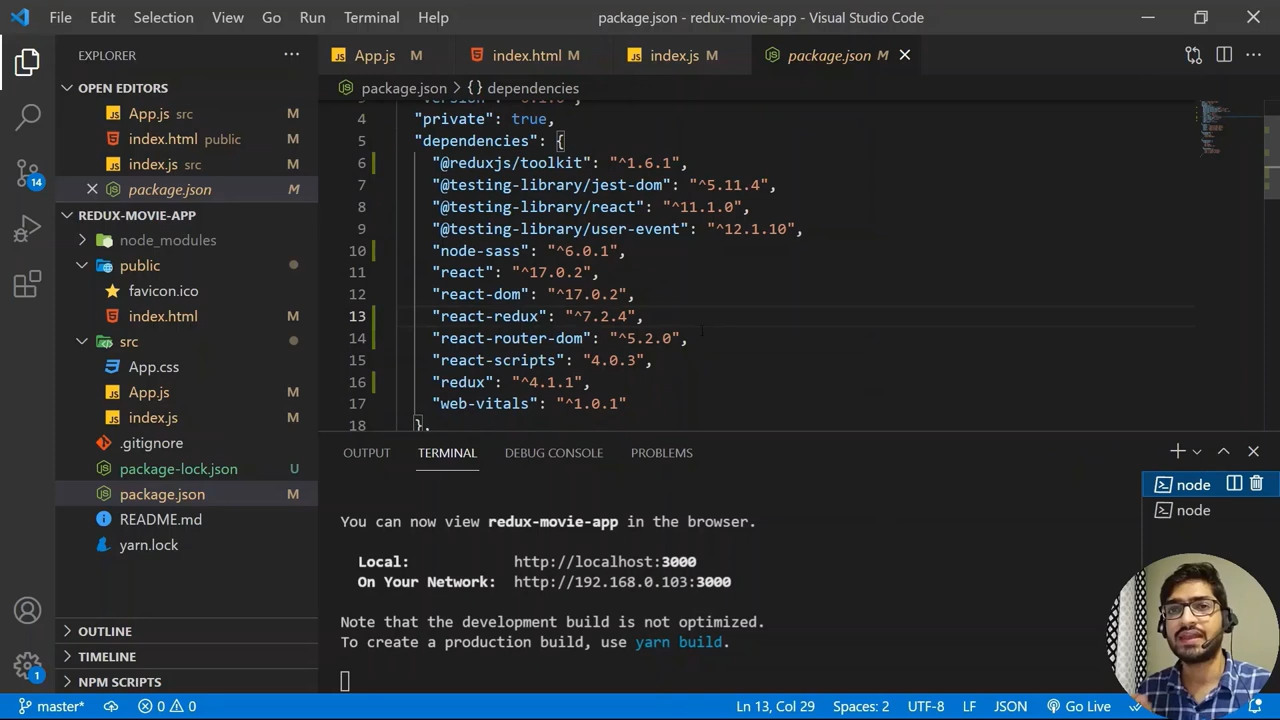 File Edit Selection View Go Run Terminal Help package.json - redux-movie-app - Visual Studio Code
EXPLORER
OPEN EDITORS
App.js src M
index.html public M
index.js src M
package.json M
REDUX-MOVIE-APP
node_modules
public
favicon.ico
index.html M
src
App.css
App.js M
index.js M
.gitignore
package-lock.json U
package.json M
README.md
yarn.lock
OUTLINE
TIMELINE
NPM SCRIPTS
14
1
App.js M index.html M index.js M package.json M
package.json > {} dependencies
4 "private": true,
5 "dependencies": {
6 "@reduxjs/toolkit": "^1.6.1",
7 "@testing-library/jest-dom": "^5.11.4",
8 "@testing-library/react": "^11.1.0",
9 "@testing-library/user-event": "^12.1.10",
10 "node-sass": "^6.0.1",
11 "react": "^17.0.2",
12 "react-dom": "^17.0.2",
13 "react-redux": "^7.2.4",
14 "react-router-dom": "^5.2.0",
15 "react-scripts": "4.0.3",
16 "redux": "^4.1.1",
17 "web-vitals": "^1.0.1"
18 },
OUTPUT TERMINAL DEBUG CONSOLE PROBLEMS
node
node
You can now view redux-movie-app in the browser.
Local: http://localhost:3000
On Your Network: http://192.168.0.103:3000
Note that the development build is not optimized.
To create a production build, use yarn build.
master* 0 0 Ln 13, Col 29 Spaces: 2 UTF-8 LF JSON Go Live